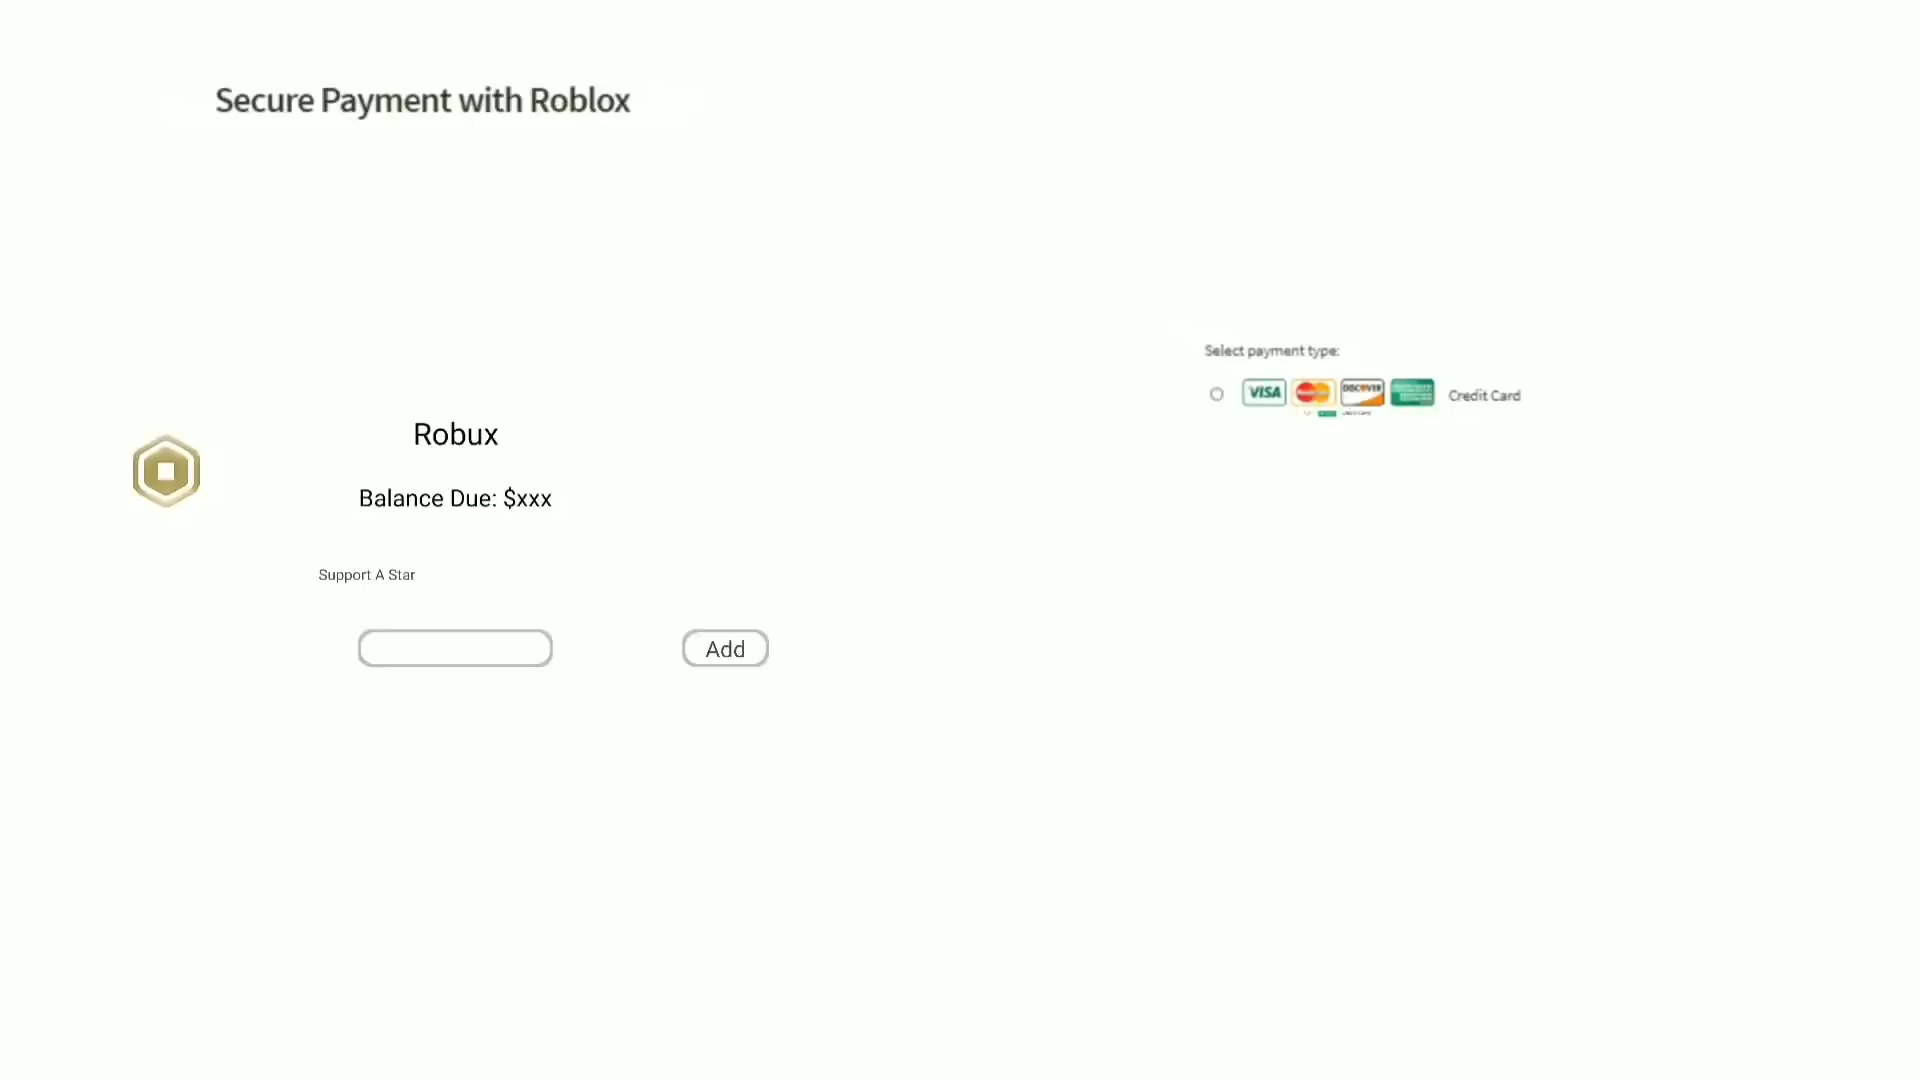 Secure Payment with Roblox
Select payment type:
VISA DISCOVER Credit Card
Robux
Balance Due: $xxx
Support A Star
Add